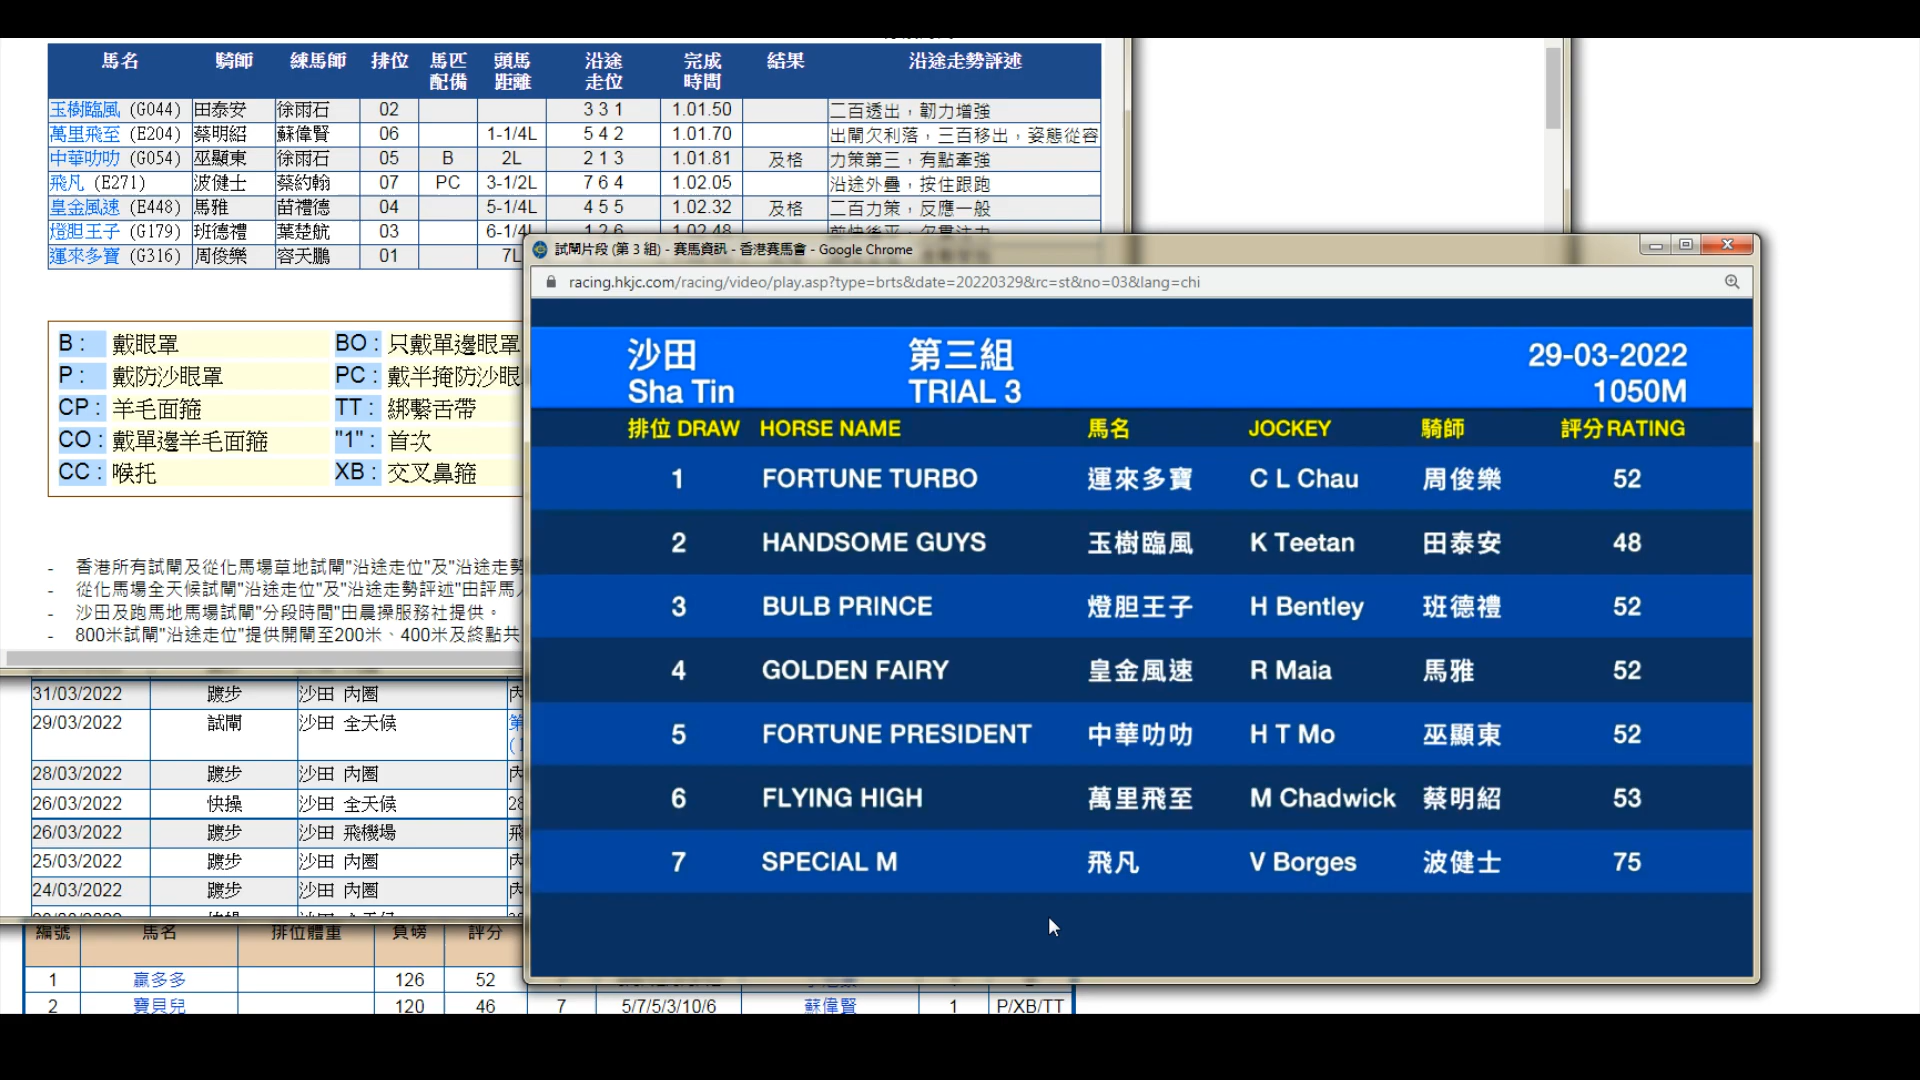 馬名 騎師 練馬師 排位 馬匹配備 頭馬距離 沿途走位 完成時間 結果 沿途走勢評述
玉樹臨風 (G044) 田泰安 徐雨石 02 3 3 1 1.01.50 二百透出，韌力增強
萬里飛至 (E204) 蔡明紹 蘇偉賢 06 1-1/4L 5 4 2 1.01.70 出閘欠利落，三百移出，姿態從容
中華叻叻 (G054) 巫顯東 徐雨石 05 B 2L 2 1 3 1.01.81 及格 力策第三，有點牽強
飛凡 (E271) 波健士 蔡約翰 07 PC 3-1/2L 7 6 4 1.02.05 沿途外疊，按住跟跑
皇金風速 (E448) 馬雅 苗禮德 04 5-1/4L 4 5 5 1.02.32 及格 二百力策，反應一般
燈胆王子 (G179) 班德禮 葉楚航 03 6-1/4L 1 2 6 1.02.48
運來多寶 (G316) 周俊樂 容天鵬 01 7L
B : 戴眼罩 BO : 只戴單邊眼罩
P : 戴防沙眼罩 PC : 戴半掩防沙眼
CP : 羊毛面箍 TT : 綁繫舌帶
CO : 戴單邊羊毛面箍 "1" : 首次
CC : 喉托 XB : 交叉鼻箍
- 香港所有試閘及從化馬場草地試閘"沿途走位"及"沿途走勢
- 從化馬場全天候試閘"沿途走位"及"沿途走勢評述"由評馬
- 沙田及跑馬地馬場試閘"分段時間"由晨操服務社提供。
- 800米試閘"沿途走位"提供開閘至200米、400米及終點共
31/03/2022 踱步 沙田 內圈 內
29/03/2022 試閘 沙田 全天候 第
28/03/2022 踱步 沙田 內圈 內
26/03/2022 快操 沙田 全天候 28
26/03/2022 踱步 沙田 飛機場 飛
25/03/2022 踱步 沙田 內圈 內
24/03/2022 踱步 沙田 內圈 內
編號 馬名 排位體重 負磅 評分
1 贏多多 126 52
2 寶貝兒 120 46 7 5/7/5/3/10/6 蘇偉賢 1 P/XB/TT
試閘片段 (第 3 組) - 賽馬資訊 - 香港賽馬會 - Google Chrome
racing.hkjc.com/racing/video/play.asp?type=brts&date=20220329&rc=st&no=03&lang=chi
沙田 第三組 29-03-2022
Sha Tin TRIAL 3 1050M
排位 DRAW HORSE NAME 馬名 JOCKEY 騎師 評分 RATING
1 FORTUNE TURBO 運來多寶 C L Chau 周俊樂 52
2 HANDSOME GUYS 玉樹臨風 K Teetan 田泰安 48
3 BULB PRINCE 燈胆王子 H Bentley 班德禮 52
4 GOLDEN FAIRY 皇金風速 R Maia 馬雅 52
5 FORTUNE PRESIDENT 中華叻叻 H T Mo 巫顯東 52
6 FLYING HIGH 萬里飛至 M Chadwick 蔡明紹 53
7 SPECIAL M 飛凡 V Borges 波健士 75